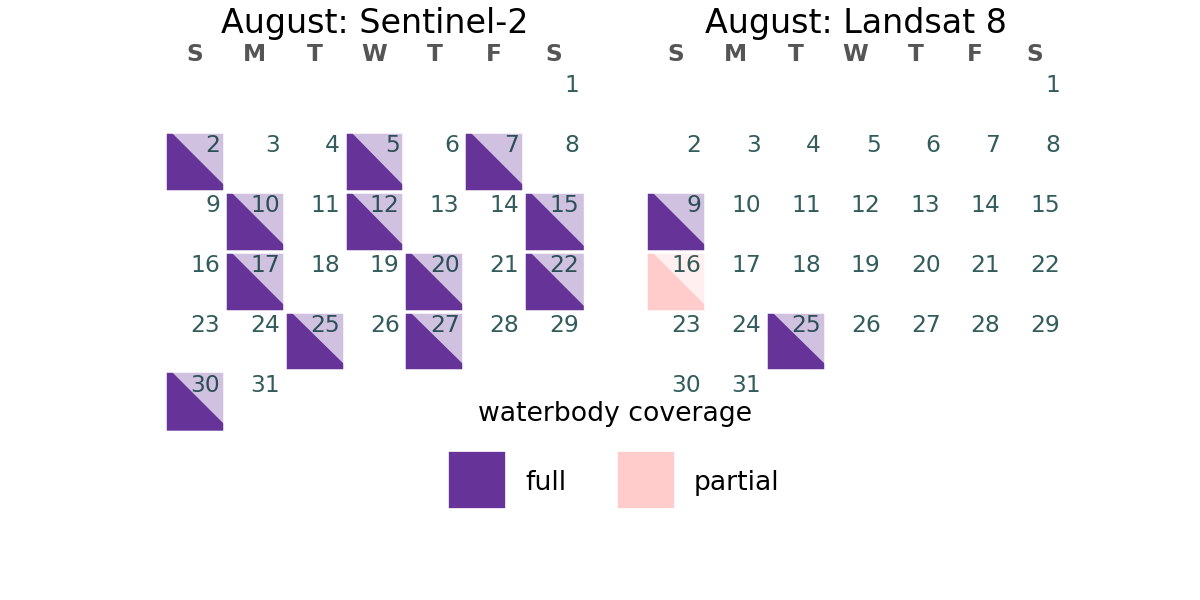 August: Sentinel-2
S M T W T F S
1
2 3 4 5 6 7 8
9 10 11 12 13 14 15
16 17 18 19 20 21 22
23 24 25 26 27 28 29
30 31
August: Landsat 8
S M T W T F S
1
2 3 4 5 6 7 8
9 10 11 12 13 14 15
16 17 18 19 20 21 22
23 24 25 26 27 28 29
30 31
waterbody coverage
full
partial